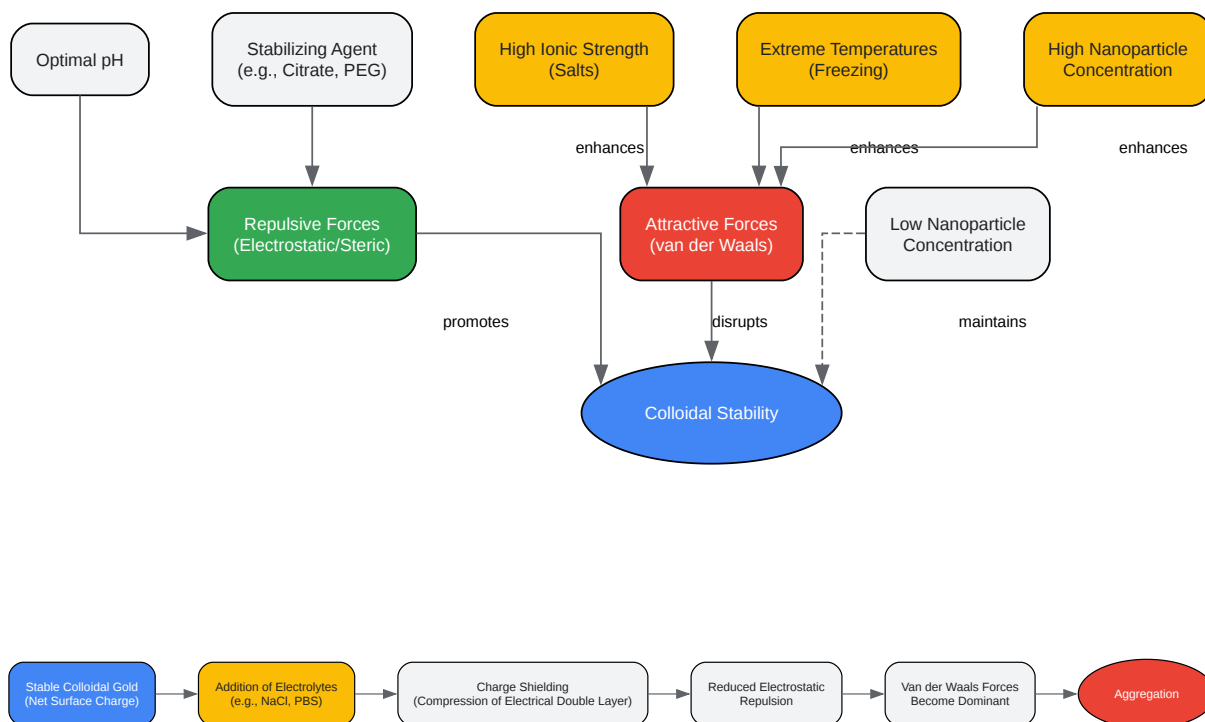 Optimal pH
Stabilizing Agent
(e.g., Citrate, PEG)
High Ionic Strength
(Salts)
Extreme Temperatures
(Freezing)
High Nanoparticle
Concentration
enhances
enhances
enhances
Repulsive Forces
(Electrostatic/Steric)
Attractive Forces
(van der Waals)
Low Nanoparticle
Concentration
promotes
disrupts
maintains
Colloidal Stability
Stable Colloidal Gold
(Net Surface Charge)
Addition of Electrolytes
(e.g., NaCl, PBS)
Charge Shielding
(Compression of Electrical Double Layer)
Reduced Electrostatic
Repulsion
Van der Waals Forces
Become Dominant
Aggregation